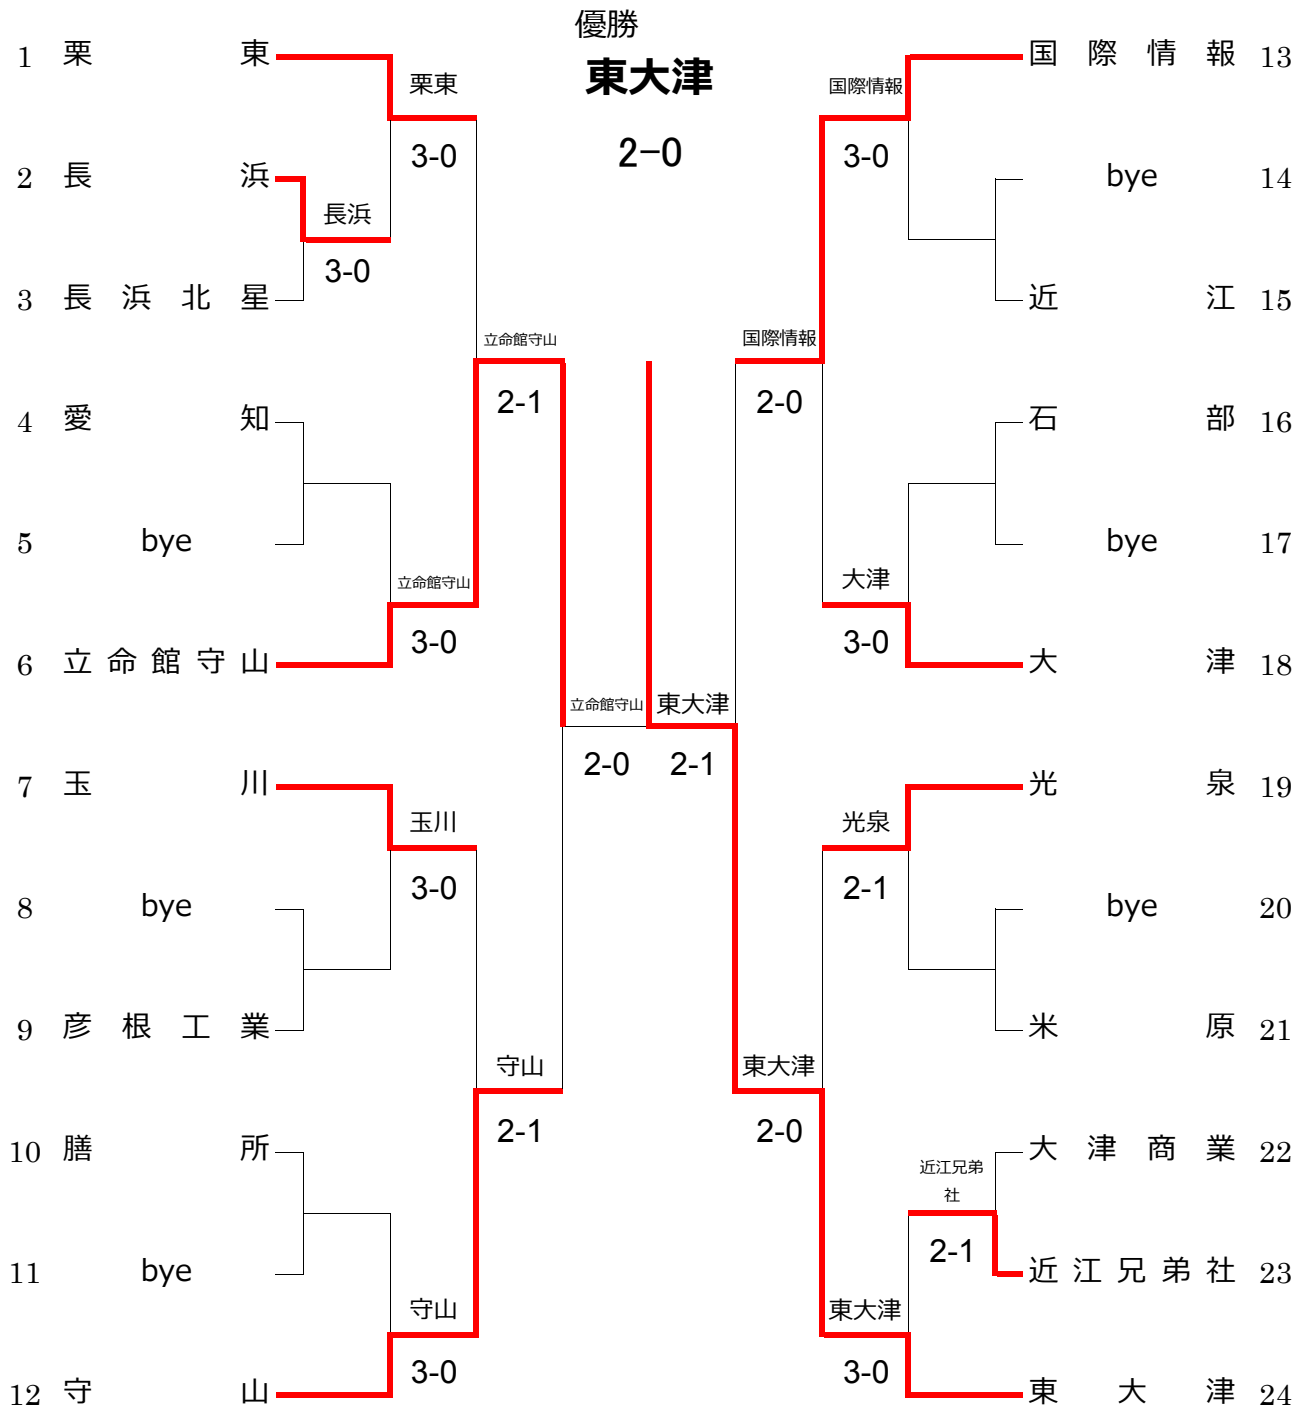 優勝
東大津
2-0
1 栗東
2 長浜
3 長浜北星
4 愛知
5 bye
6 立命館守山
7 玉川
8 bye
9 彦根工業
10 膳所
11 bye
12 守山
長浜
3-0
栗東
3-0
立命館守山
3-0
玉川
3-0
守山
3-0
立命館守山
2-1
守山
2-1
立命館守山
2-0
東大津
2-1
国際情報
2-0
東大津
2-0
国際情報
3-0
大津
3-0
光泉
2-1
東大津
3-0
近江兄弟
社
2-1
国際情報 13
bye 14
近江 15
石部 16
bye 17
大津 18
光泉 19
bye 20
米原 21
大津商業 22
近江兄弟社 23
東大津 24